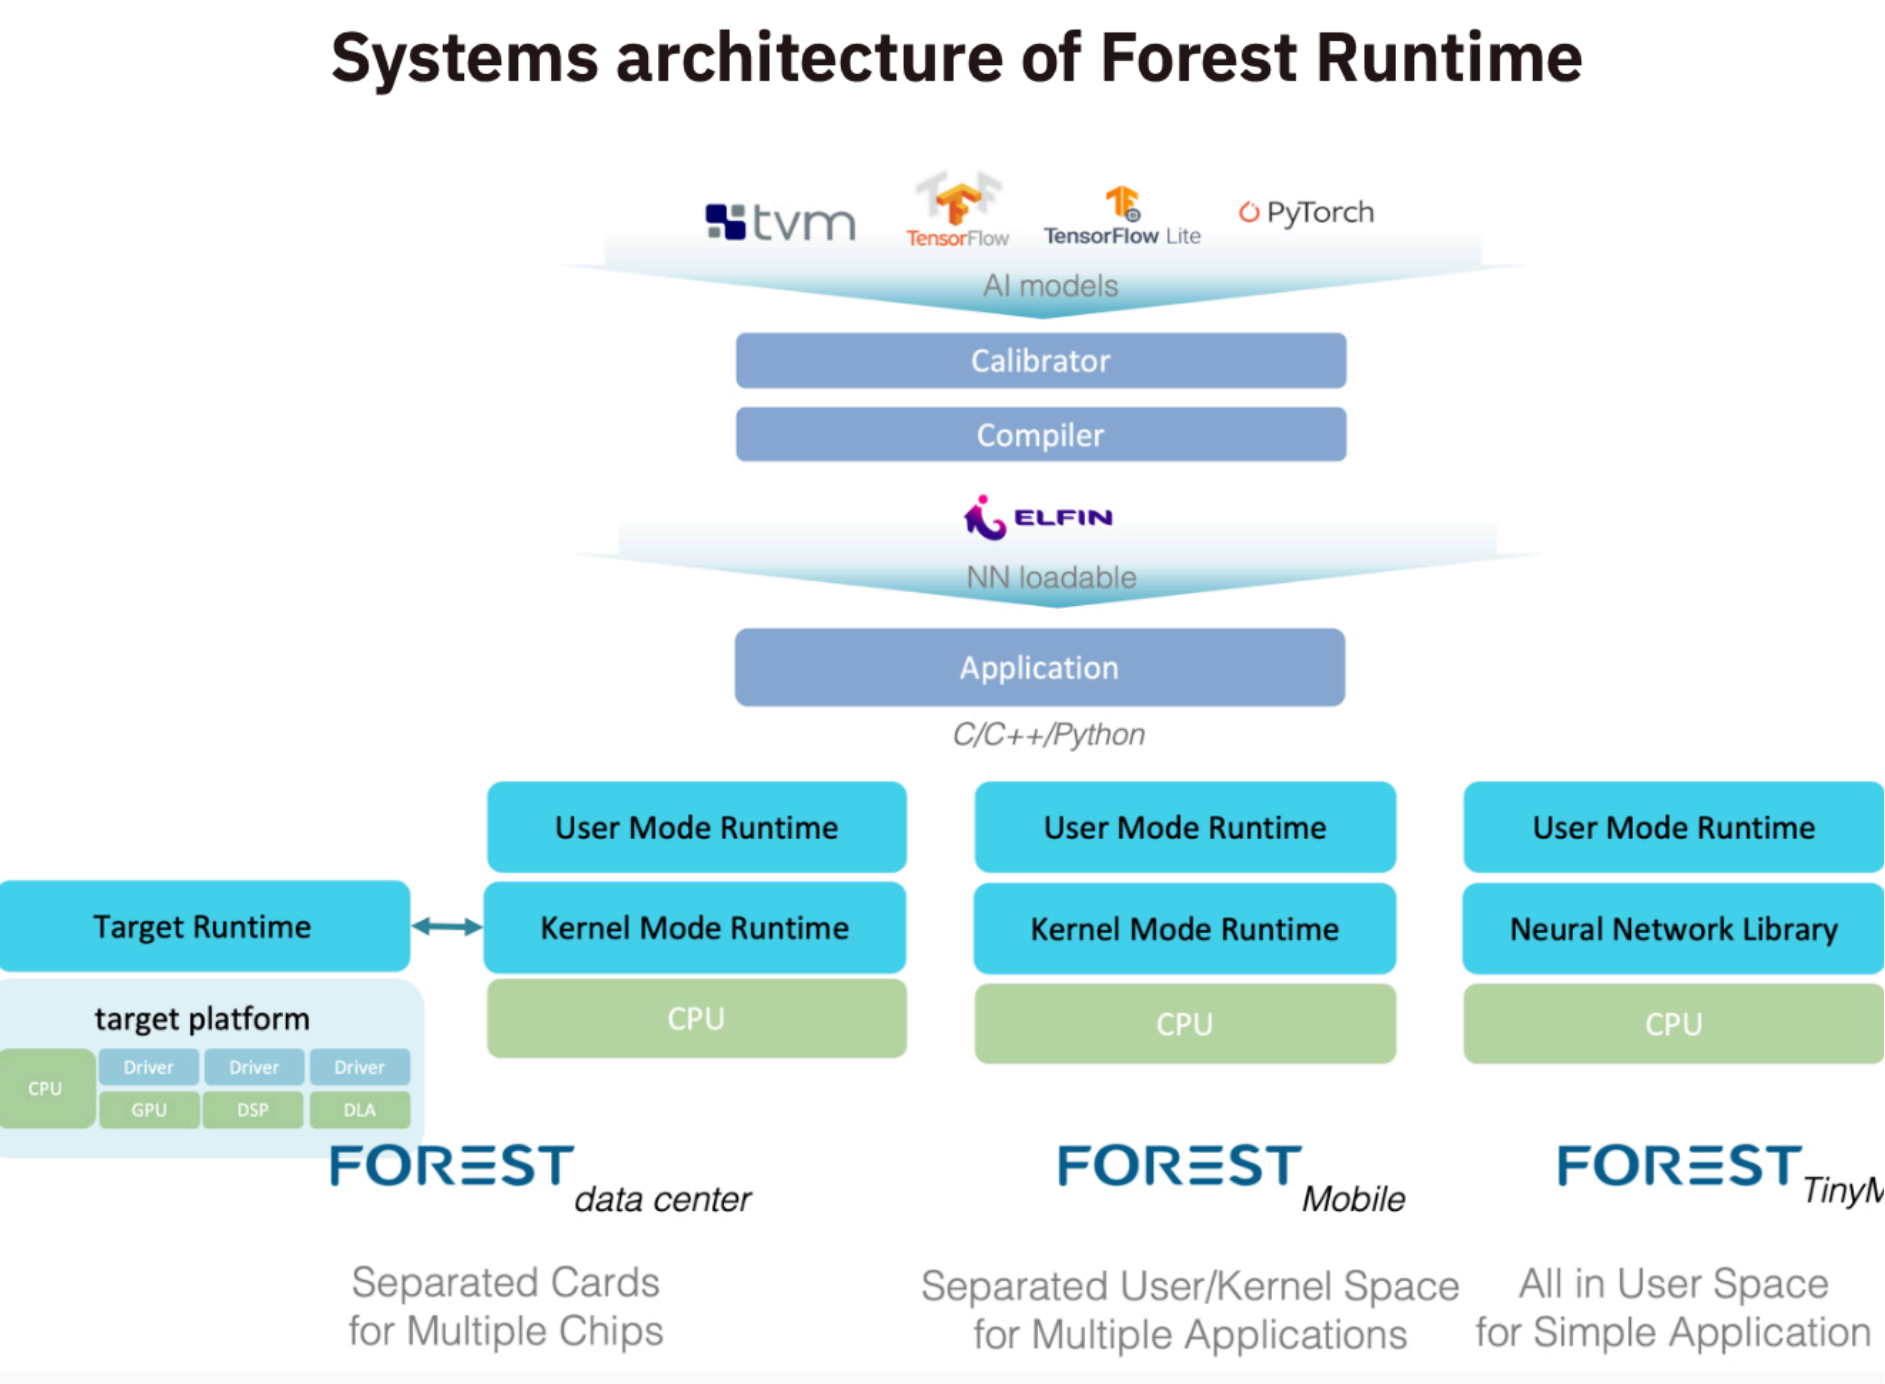 Systems architecture of Forest Runtime
tvm
TensorFlow
TensorFlow Lite
PyTorch
AI models
Calibrator
Compiler
ELFIN
NN loadable
Application
C/C++/Python
User Mode Runtime
User Mode Runtime
User Mode Runtime
Target Runtime
Kernel Mode Runtime
Kernel Mode Runtime
Neural Network Library
target platform
CPU
CPU
CPU
CPU
Driver
Driver
Driver
GPU
DSP
DLA
FOREST
data center
FOREST
Mobile
FOREST
Separated Cards
for Multiple Chips
Separated User/Kernel Space
for Multiple Applications
All in User Space
for Simple Application